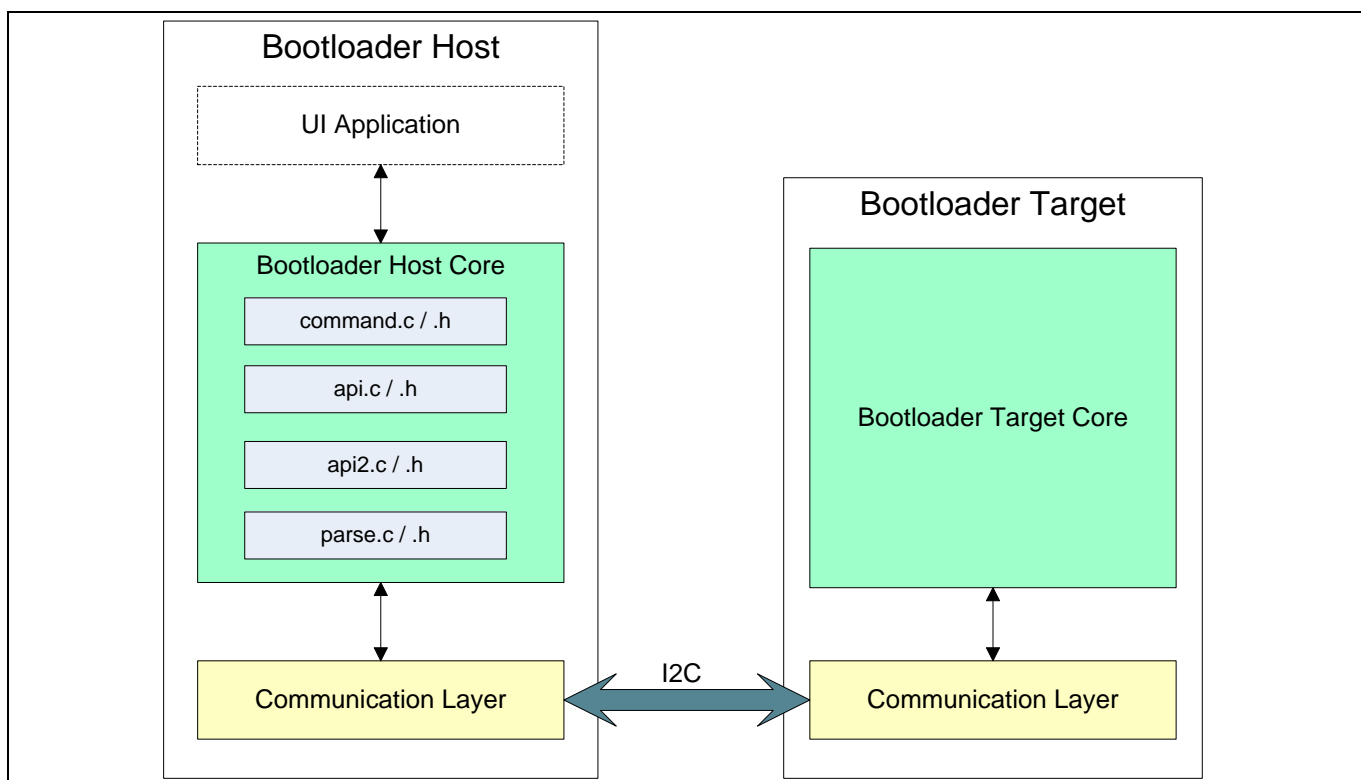 Bootloader Host
UI Application
Bootloader Host Core
command.c / .h
api.c / .h
api2.c / .h
parse.c / .h
Communication Layer
I2C
Bootloader Target
Bootloader Target Core
Communication Layer